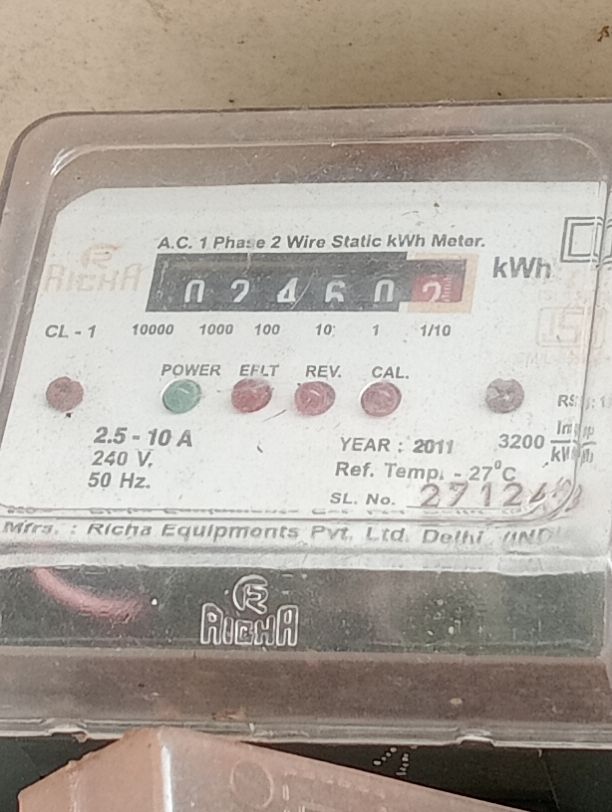 A.C. 1 Phase 2 Wire Static kWh Meter.
RICHA
0 2 4 6 0 2 kWh
CL - 1 10000 1000 100 10 1 1/10
POWER EFLT REV. CAL.
2.5 - 10 A
240 V.
50 Hz.
YEAR : 2011 3200
Ref. Temp. - 27°C
SL. No. 27124
Mfrs. : Richa Equipments Pvt. Ltd. Delhi
RICHA